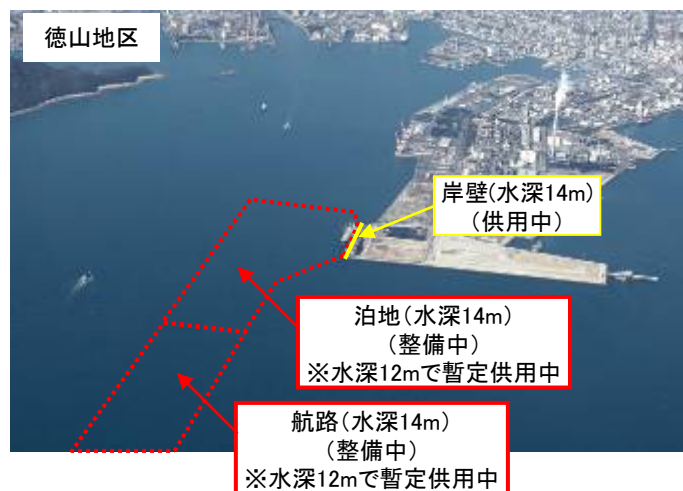 徳山地区
岸壁(水深14m)
(供用中)
泊地(水深14m)
(整備中)
※水深12mで暫定供用中
航路(水深14m)
(整備中)
※水深12mで暫定供用中